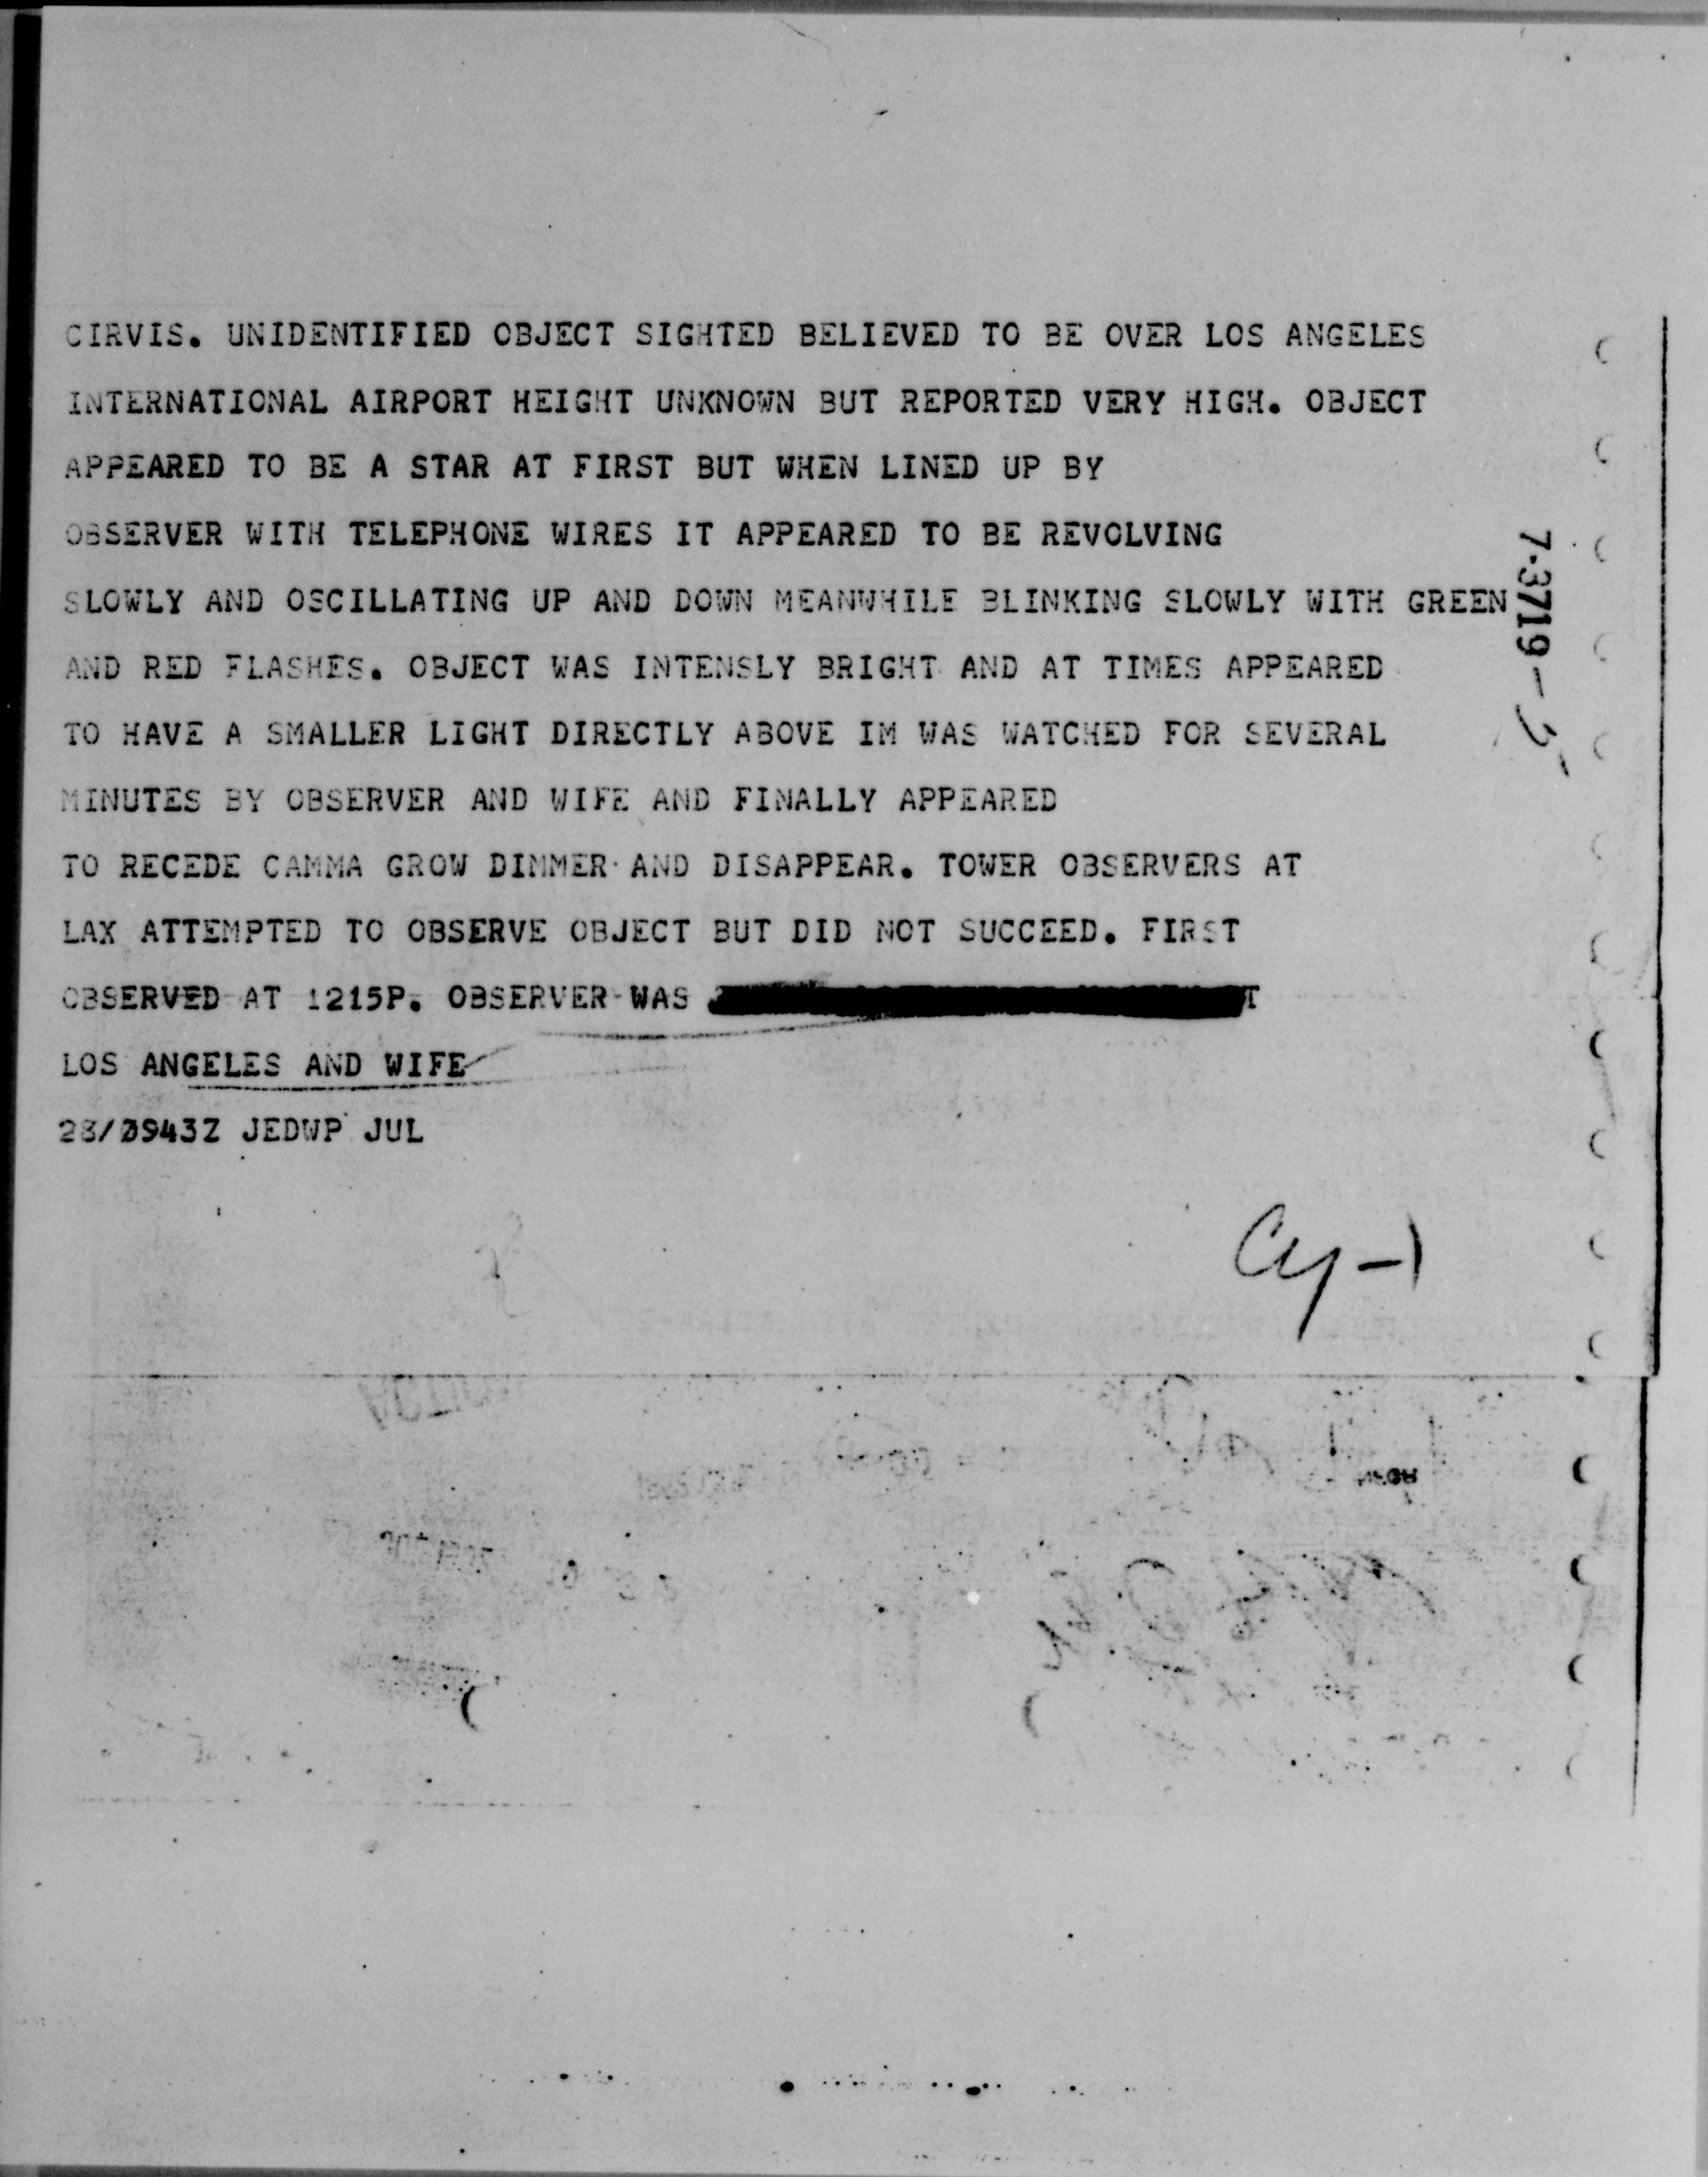 CIRVIS. UNIDENTIFIED OBJECT SIGHTED BELIEVED TO BE OVER LOS ANGELES
INTERNATIONAL AIRPORT HEIGHT UNKNOWN BUT REPORTED VERY HIGH. OBJECT
APPEARED TO BE A STAR AT FIRST BUT WHEN LINED UP BY
OBSERVER WITH TELEPHONE WIRES IT APPEARED TO BE REVOLVING
SLOWLY AND OSCILLATING UP AND DOWN MEANWHILE BLINKING SLOWLY WITH GREEN
AND RED FLASHES. OBJECT WAS INTENSLY BRIGHT AND AT TIMES APPEARED
TO HAVE A SMALLER LIGHT DIRECTLY ABOVE IM WAS WATCHED FOR SEVERAL
MINUTES BY OBSERVER AND WIFE AND FINALLY APPEARED
TO RECEDE CAMMA GROW DIMMER AND DISAPPEAR. TOWER OBSERVERS AT
LAX ATTEMPTED TO OBSERVE OBJECT BUT DID NOT SUCCEED. FIRST
OBSERVED AT 1215P. OBSERVER WAS T
LOS ANGELES AND WIFE
28/0943Z JEDWP JUL
7-3719-
Cy-1